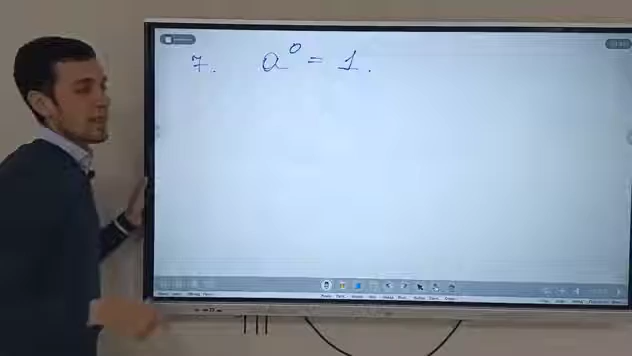 7. a⁰ = 1.